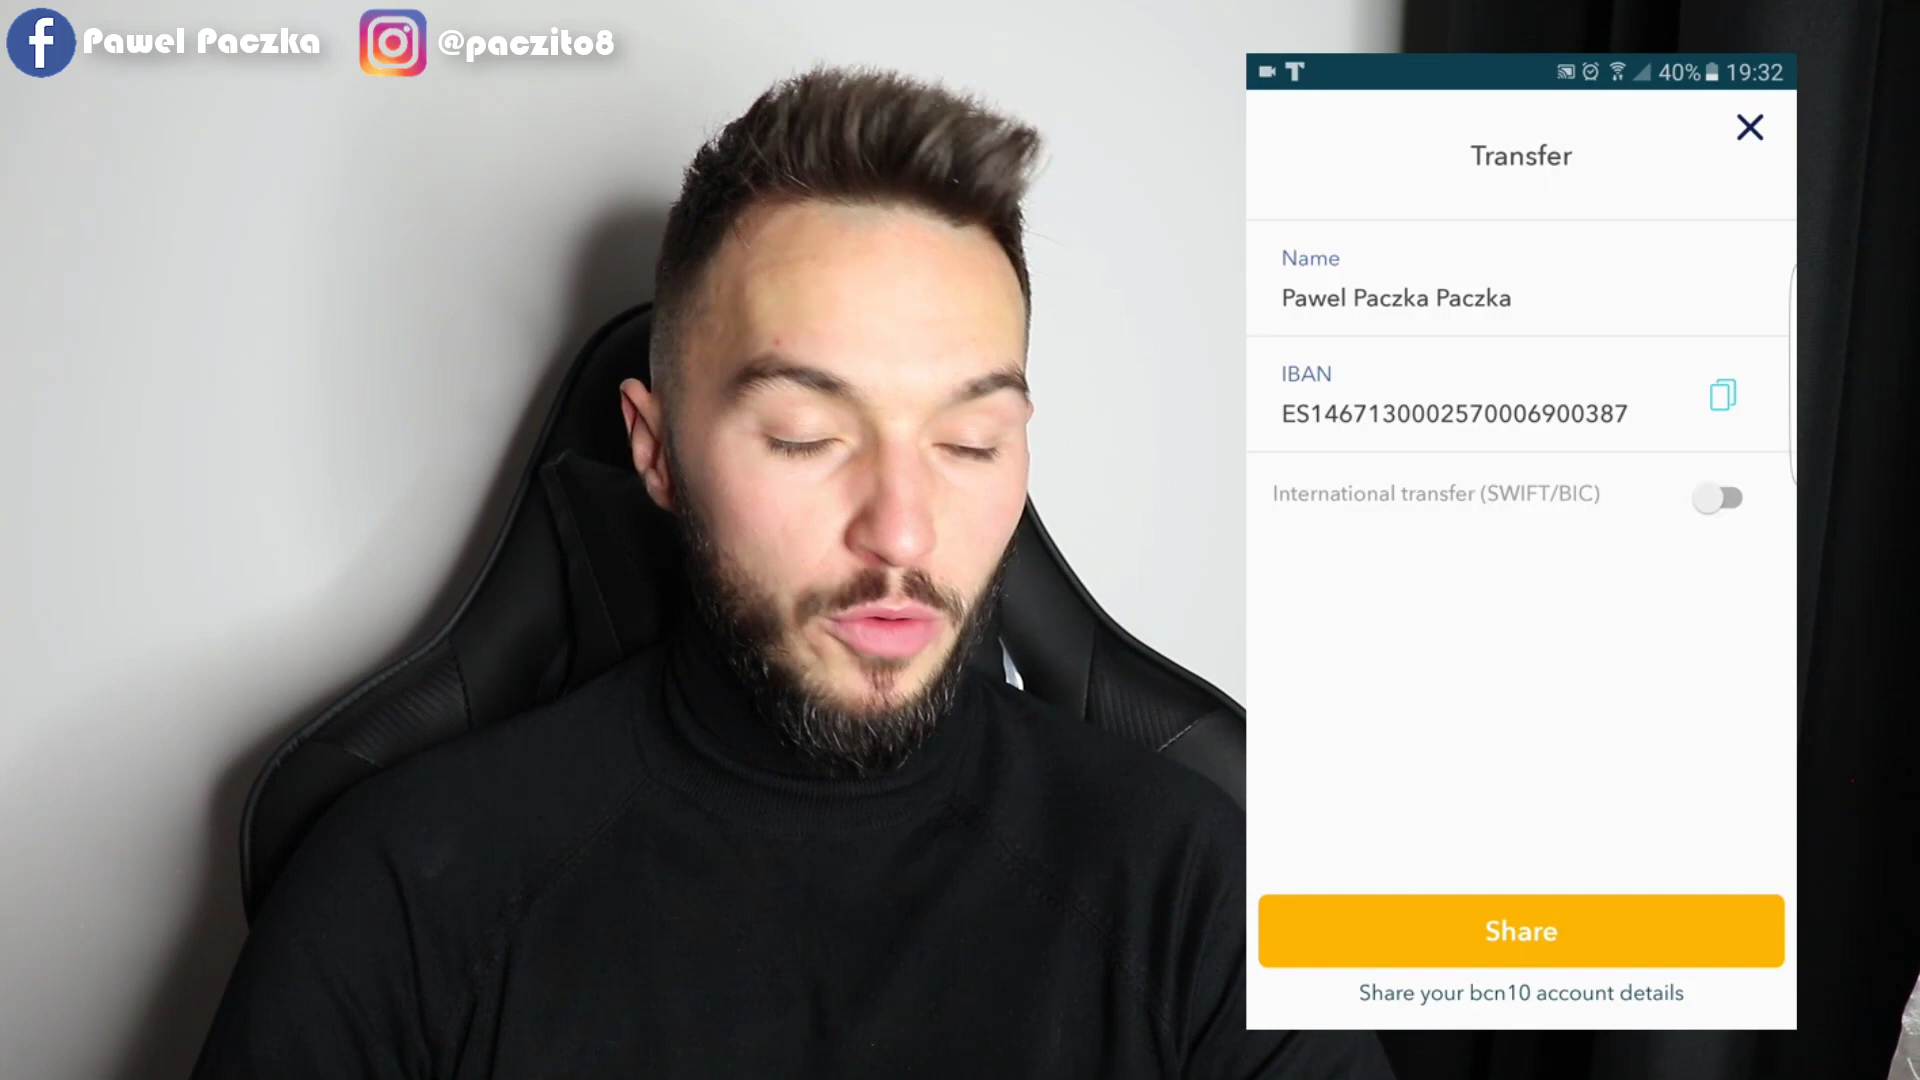 Pawel Paczka
@paczito8
40% 19:32
Transfer
Name
Pawel Paczka Paczka
IBAN
ES1467130002570006900387
International transfer (SWIFT/BIC)
Share
Share your bcn10 account details